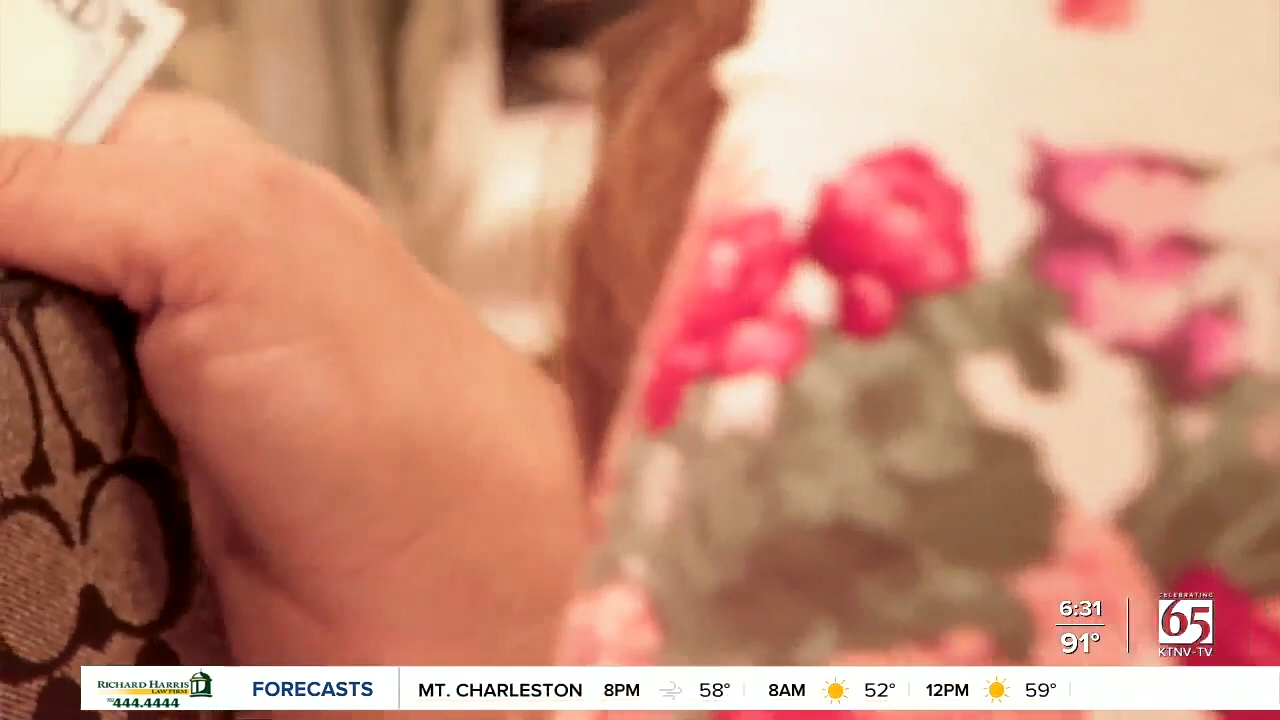 6:31
91°
CELEBRATING
65
KTNV-TV
RICHARD HARRIS
LAW FIRM
702 444.4444
FORECASTS
MT. CHARLESTON 8PM 58° 8AM 52° 12PM 59°